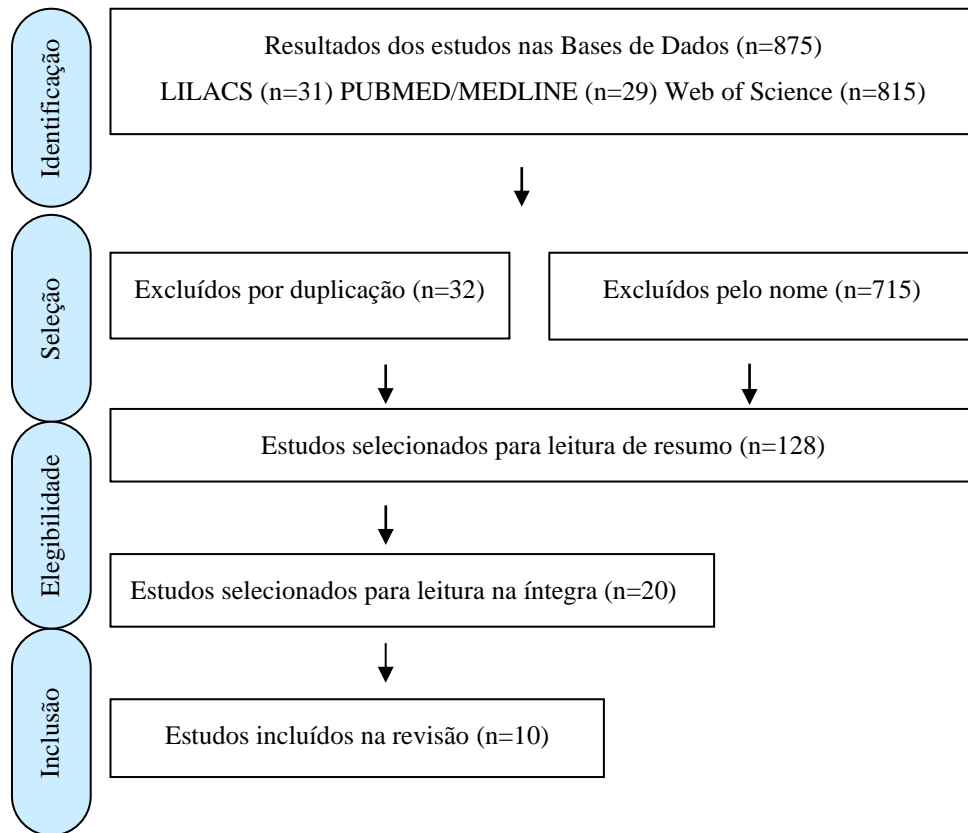 Identificação
Resultados dos estudos nas Bases de Dados (n=875)
LILACS (n=31) PUBMED/MEDLINE (n=29) Web of Science (n=815)
Seleção
Excluídos por duplicação (n=32)
Excluídos pelo nome (n=715)
Elegibilidade
Estudos selecionados para leitura de resumo (n=128)
Estudos selecionados para leitura na íntegra (n=20)
Inclusão
Estudos incluídos na revisão (n=10)